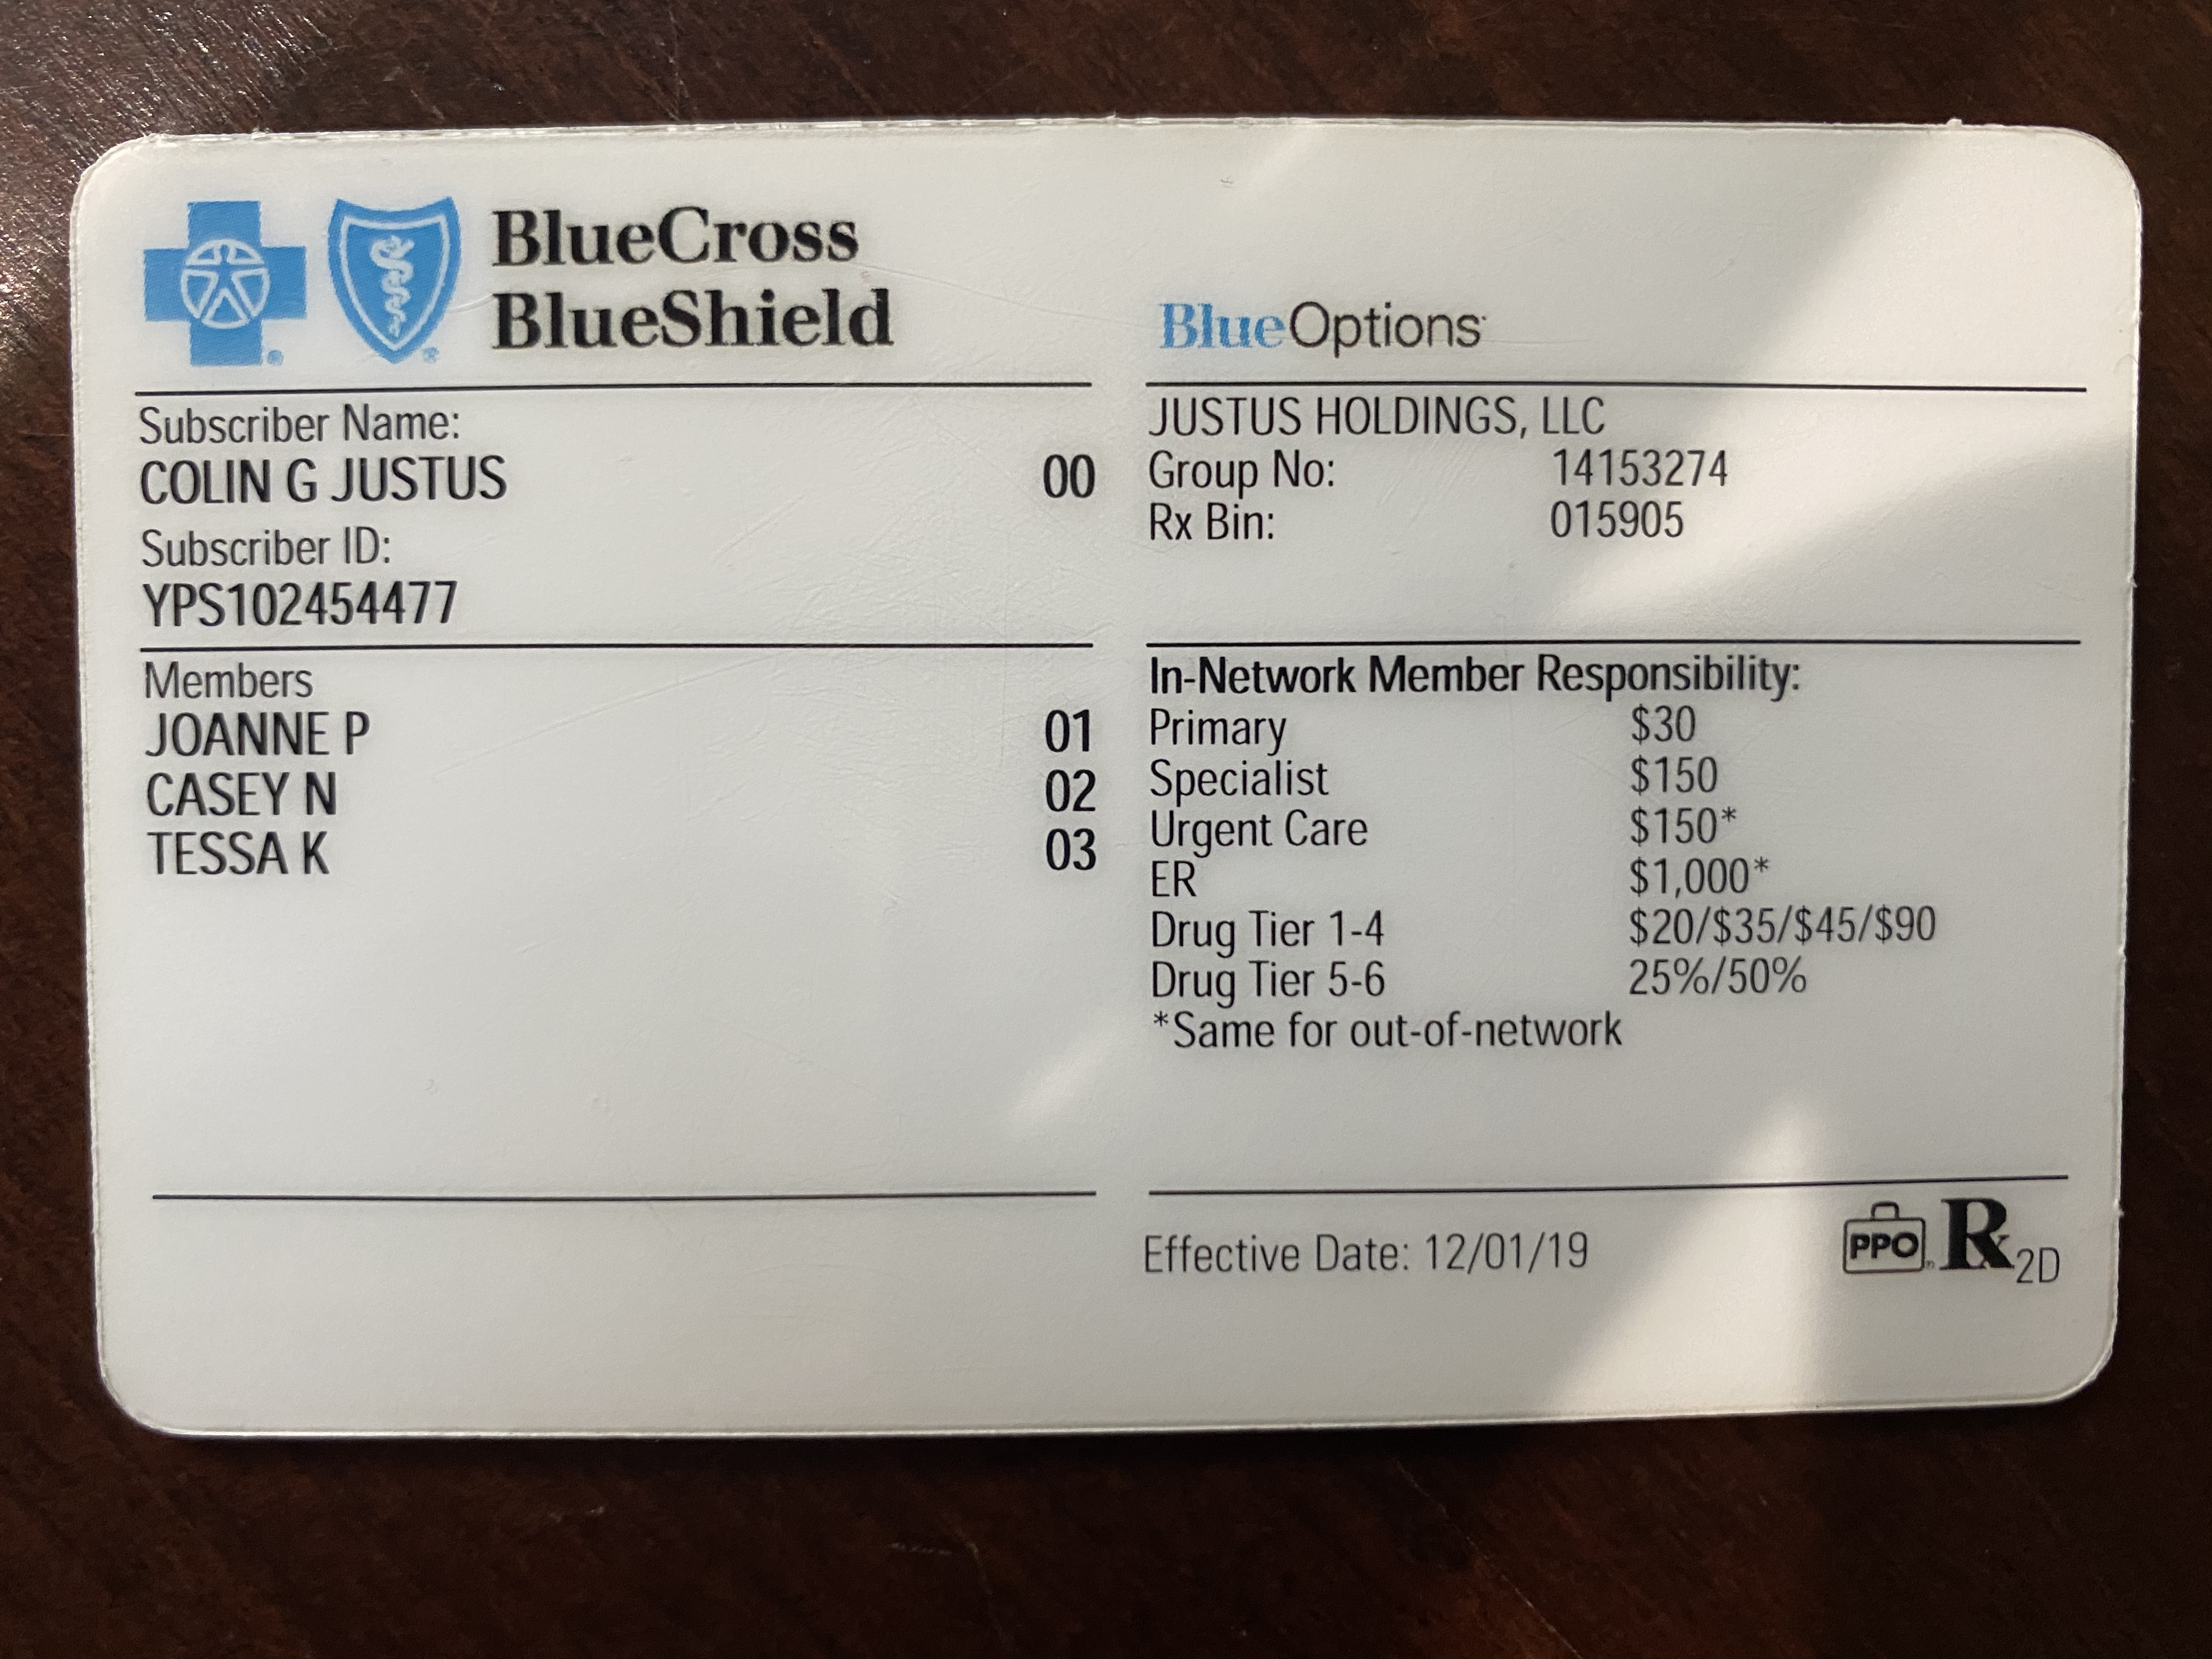 BlueCross
BlueShield
Subscriber Name:
COLIN G JUSTUS 00
Subscriber ID:
YPS102454477
Members
JOANNE P 01
CASEY N 02
TESSA K 03
BlueOptions
JUSTUS HOLDINGS, LLC
Group No: 14153274
Rx Bin: 015905
In-Network Member Responsibility:
Primary $30
Specialist $150
Urgent Care $150*
ER $1,000*
Drug Tier 1-4 $20/$35/$45/$90
Drug Tier 5-6 25%/50%
*Same for out-of-network
Effective Date: 12/01/19
PPO® Rx 2D